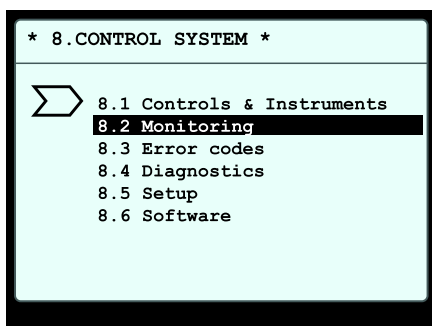 * 8.CONTROL SYSTEM *
8.1 Controls & Instruments
8.2 Monitoring
8.3 Error codes
8.4 Diagnostics
8.5 Setup
8.6 Software